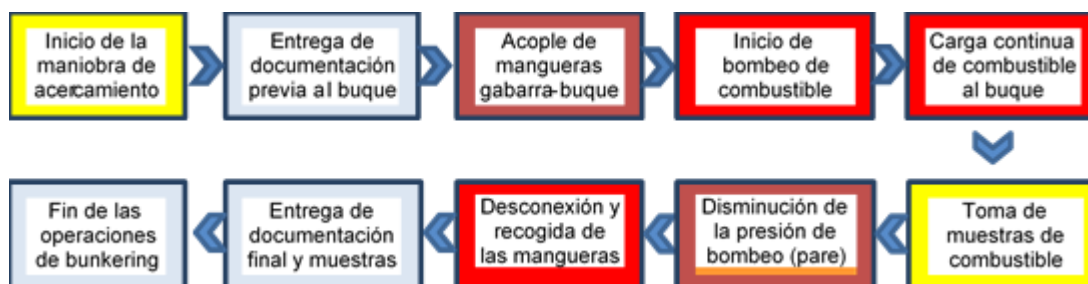 Inicio de la
maniobra de
acercamiento
Entrega de
documentación
previa al buque
Acople de
mangueras
gabarra-buque
Inicio de
bombeo de
combustible
Carga continua
de combustible
al buque
Toma de
muestras de
combustible
Disminución de
la presión de
bombeo (pare)
Desconexión y
recogida de
las mangueras
Entrega de
documentación
final y muestras
Fin de las
operaciones
de bunkering